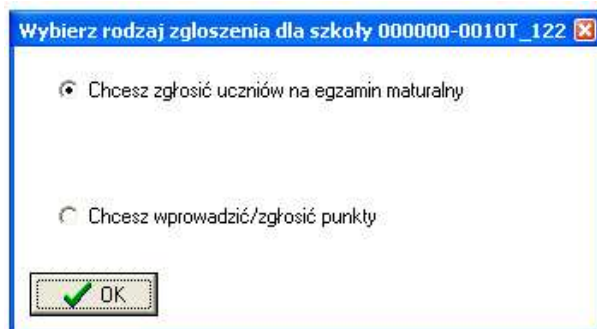 Wybierz rodzaj zgloszenia dla szkoły 000000-0010T_122
Chcesz zgłosić uczniów na egzamin maturalny
Chcesz wprowadzić/zgłosić punkty
OK